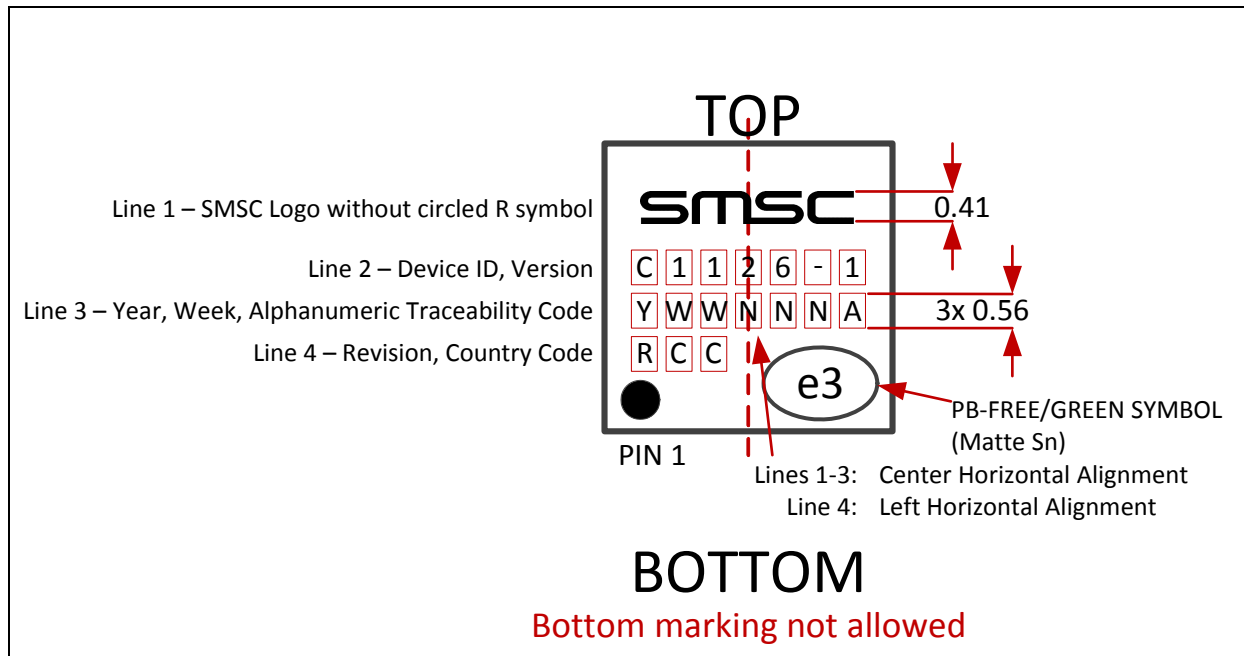 TOP
Line 1 – SMSC Logo without circled R symbol
smsc
0.41
Line 2 – Device ID, Version
C 1 1 2 6 - 1
Line 3 – Year, Week, Alphanumeric Traceability Code
Y W W N N N A
3x 0.56
Line 4 – Revision, Country Code
R C C
e3
PB-FREE/GREEN SYMBOL
(Matte Sn)
PIN 1
Lines 1-3: Center Horizontal Alignment
Line 4: Left Horizontal Alignment
BOTTOM
Bottom marking not allowed